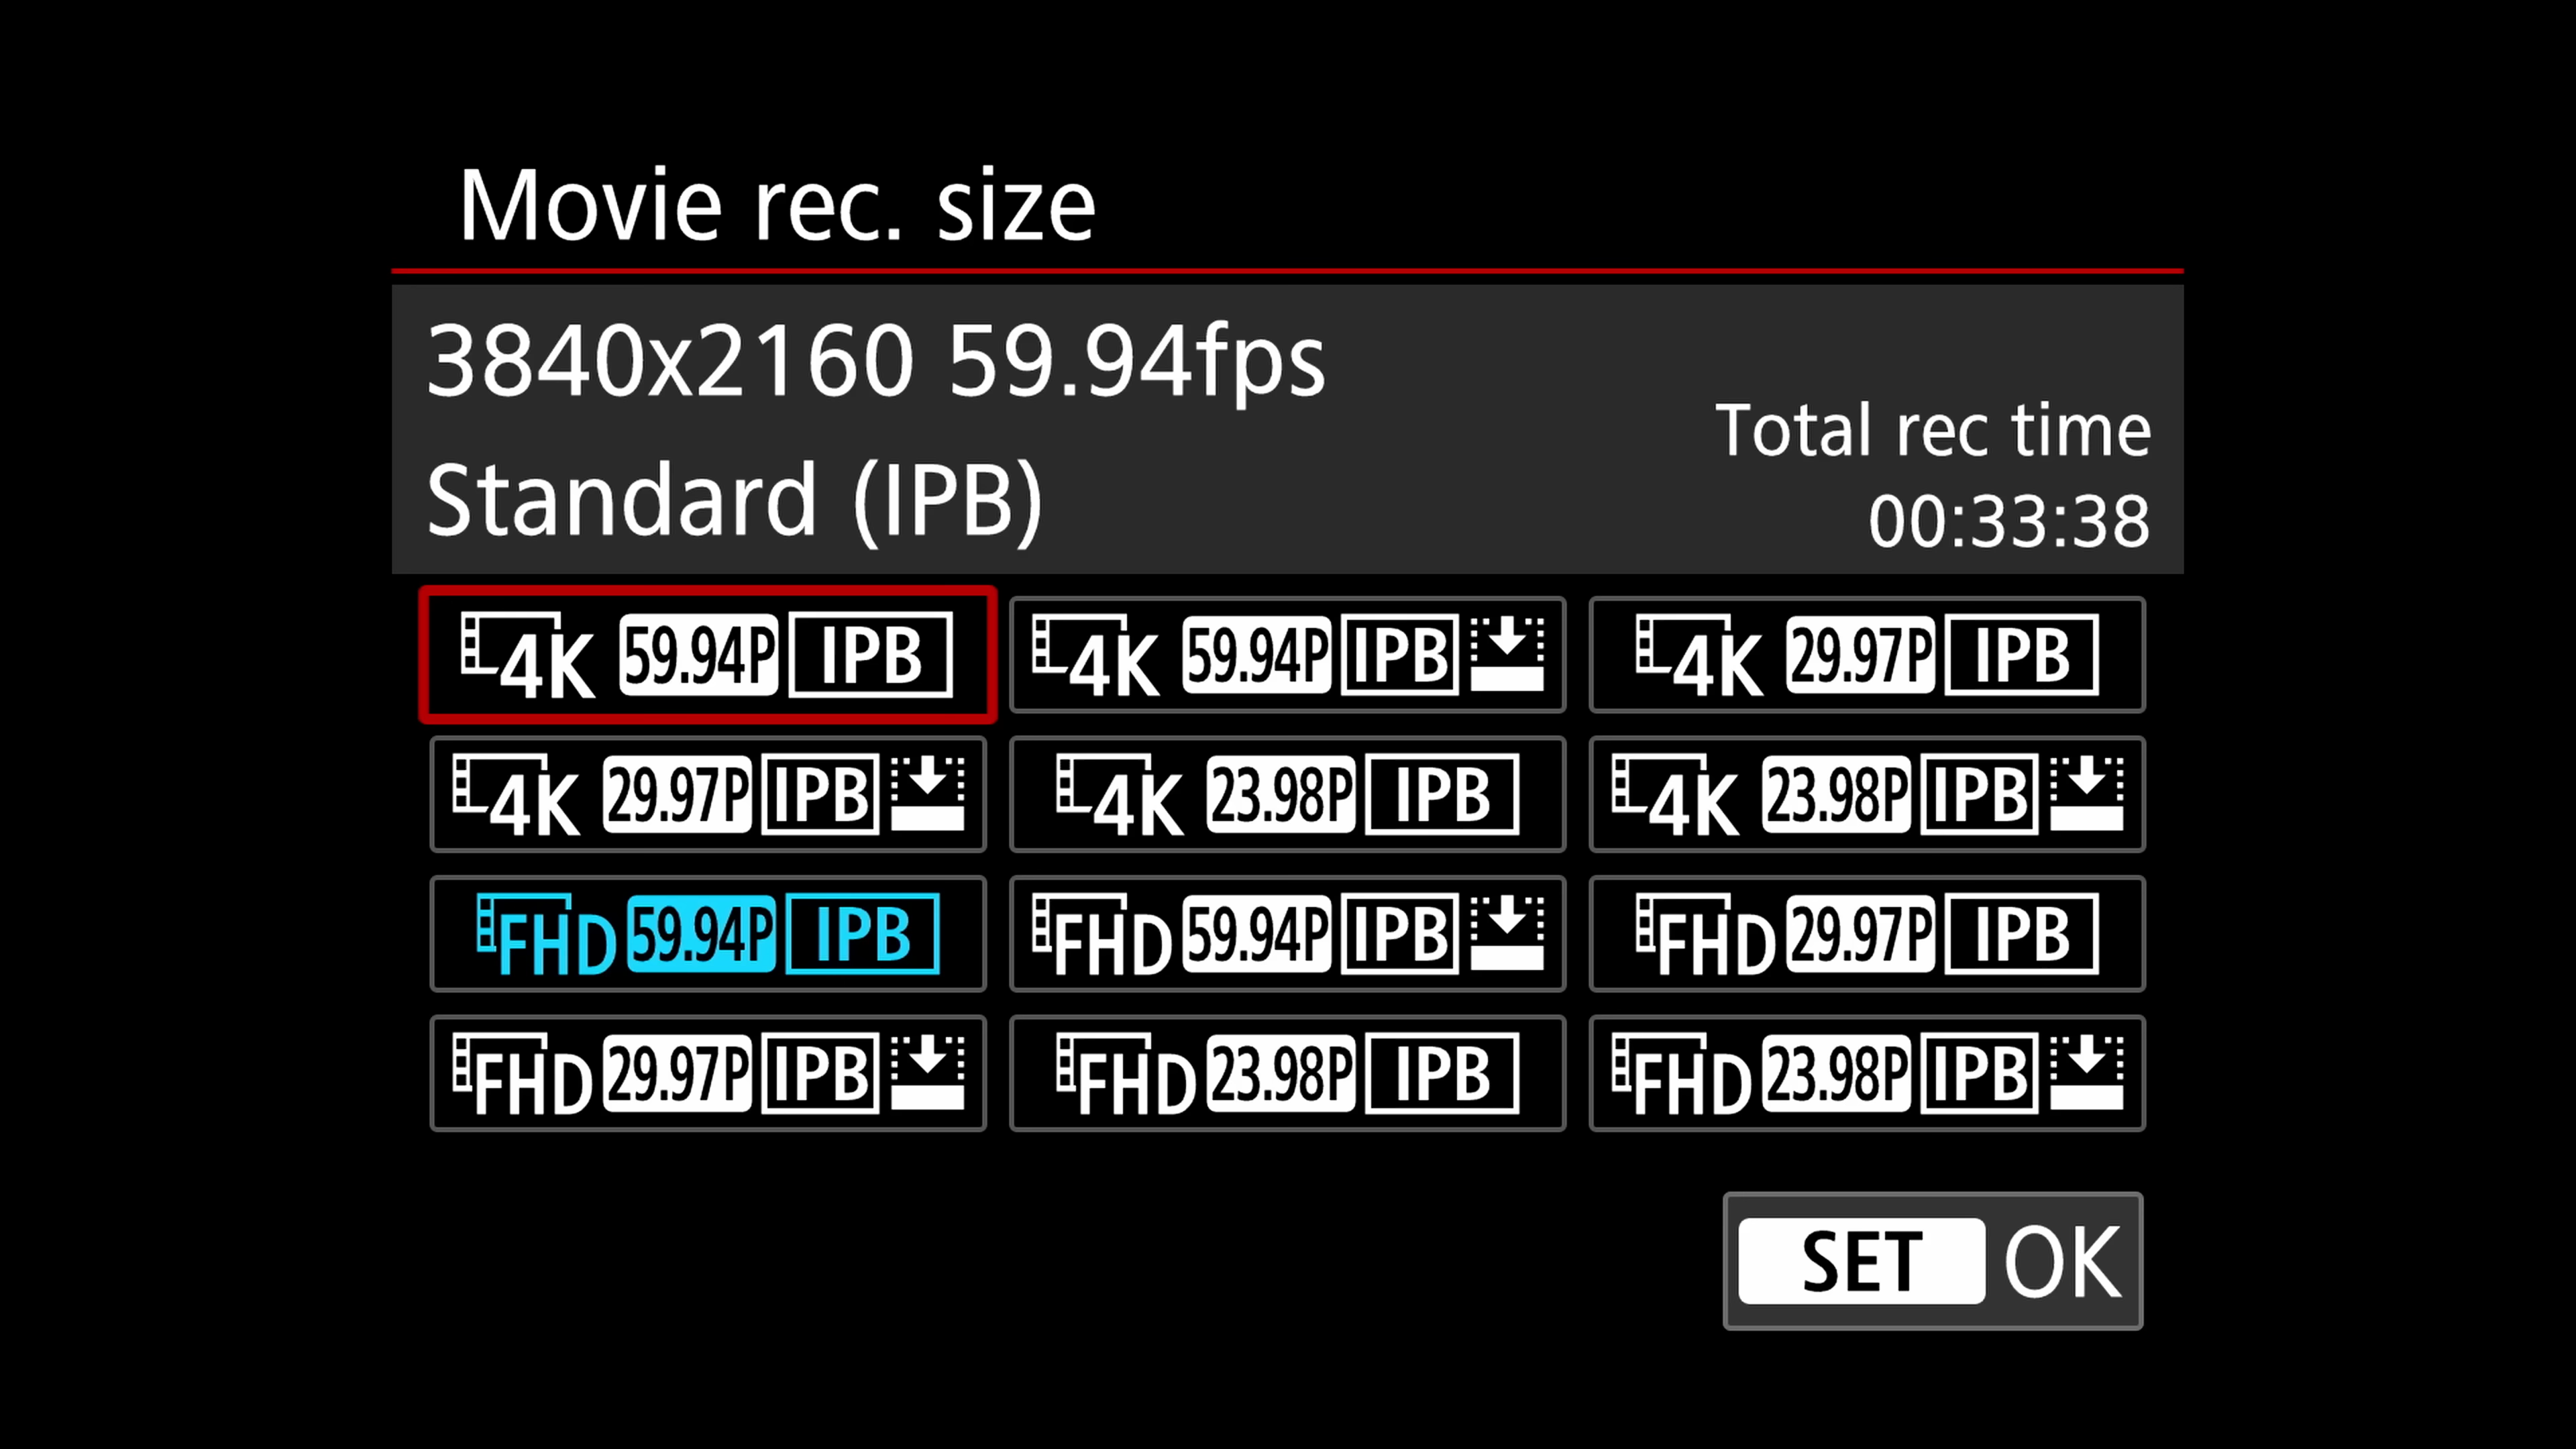 Movie rec. size
3840x2160 59.94fps
Standard (IPB)
Total rec time
00:33:38
4K 59.94P IPB
4K 59.94P IPB
4K 29.97P IPB
4K 29.97P IPB
4K 23.98P IPB
4K 23.98P IPB
FHD 59.94P IPB
FHD 59.94P IPB
FHD 29.97P IPB
FHD 29.97P IPB
FHD 23.98P IPB
FHD 23.98P IPB
SET OK